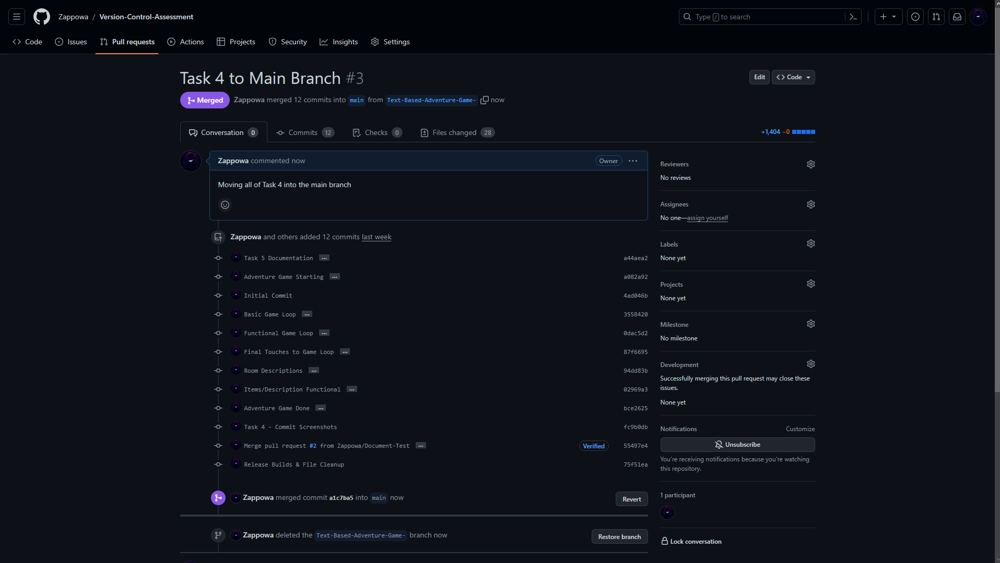 Zappowa / Version-Control-Assessment
Type / to search
Code
Issues
Pull requests
Actions
Projects
Security
Insights
Settings
Task 4 to Main Branch #3
Edit
Code
Merged
Zappowa merged 12 commits into main from Text-Based-Adventure-Game- now
Conversation 0
Commits 12
Checks 0
Files changed 28
+1,404 −0
Zappowa commented now
Owner
Moving all of Task 4 into the main branch
Zappowa and others added 12 commits last week
Task 5 Documentation … a44aea2
Adventure Game Starting … a082a92
Initial Commit 4ad046b
Basic Game Loop … 3558420
Functional Game Loop … 0dac5d2
Final Touches to Game Loop … 87f6695
Room Descriptions … 94dd83b
Items/Description Functional … 02969a3
Adventure Game Done … bce2625
Task 4 - Commit Screenshots fc9b0db
Merge pull request #2 from Zappowa/Document-Test … Verified 55497e4
Release Builds & File Cleanup 75f51ea
Zappowa merged commit a1c7ba5 into main now
Revert
Zappowa deleted the Text-Based-Adventure-Game- branch now
Restore branch
Reviewers
No reviews
Assignees
No one—assign yourself
Labels
None yet
Projects
None yet
Milestone
No milestone
Development
Successfully merging this pull request may close these
issues.
None yet
Notifications
Customize
Unsubscribe
You're receiving notifications because you're watching
this repository.
1 participant
Lock conversation